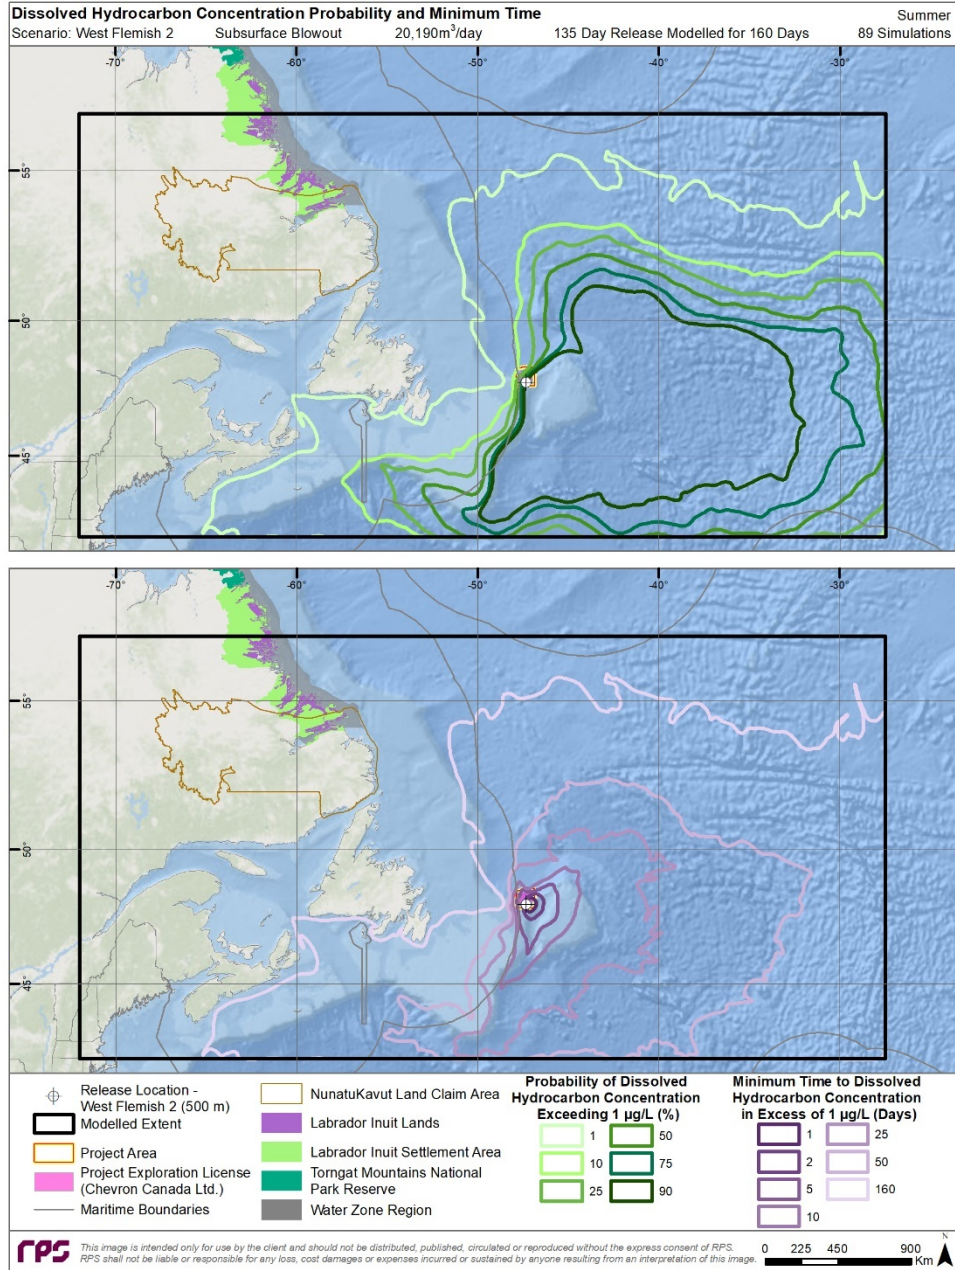 Dissolved Hydrocarbon Concentration Probability and Minimum Time
Summer
Scenario: West Flemish 2 Subsurface Blowout 20,190m³/day 135 Day Release Modelled for 160 Days 89 Simulations
-70° -60° -50° -40° -30°
55°
50°
45°
-70° -60° -50° -40° -30°
55°
50°
45°
Release Location -
West Flemish 2 (500 m)
Modelled Extent
Project Area
Project Exploration License
(Chevron Canada Ltd.)
Maritime Boundaries
NunatuKavut Land Claim Area
Labrador Inuit Lands
Labrador Inuit Settlement Area
Torngat Mountains National
Park Reserve
Water Zone Region
Probability of Dissolved
Hydrocarbon Concentration
Exceeding 1 µg/L (%)
1 50
10 75
25 90
Minimum Time to Dissolved
Hydrocarbon Concentration
in Excess of 1 µg/L (Days)
1 25
2 50
5 160
10
rps
This image is intended only for use by the client and should not be distributed, published, circulated or reproduced without the express consent of RPS.
RPS shall not be liable or responsible for any loss, cost damages or expenses incurred or sustained by anyone resulting from an interpretation of this image.
0 225 450 900
Km
N